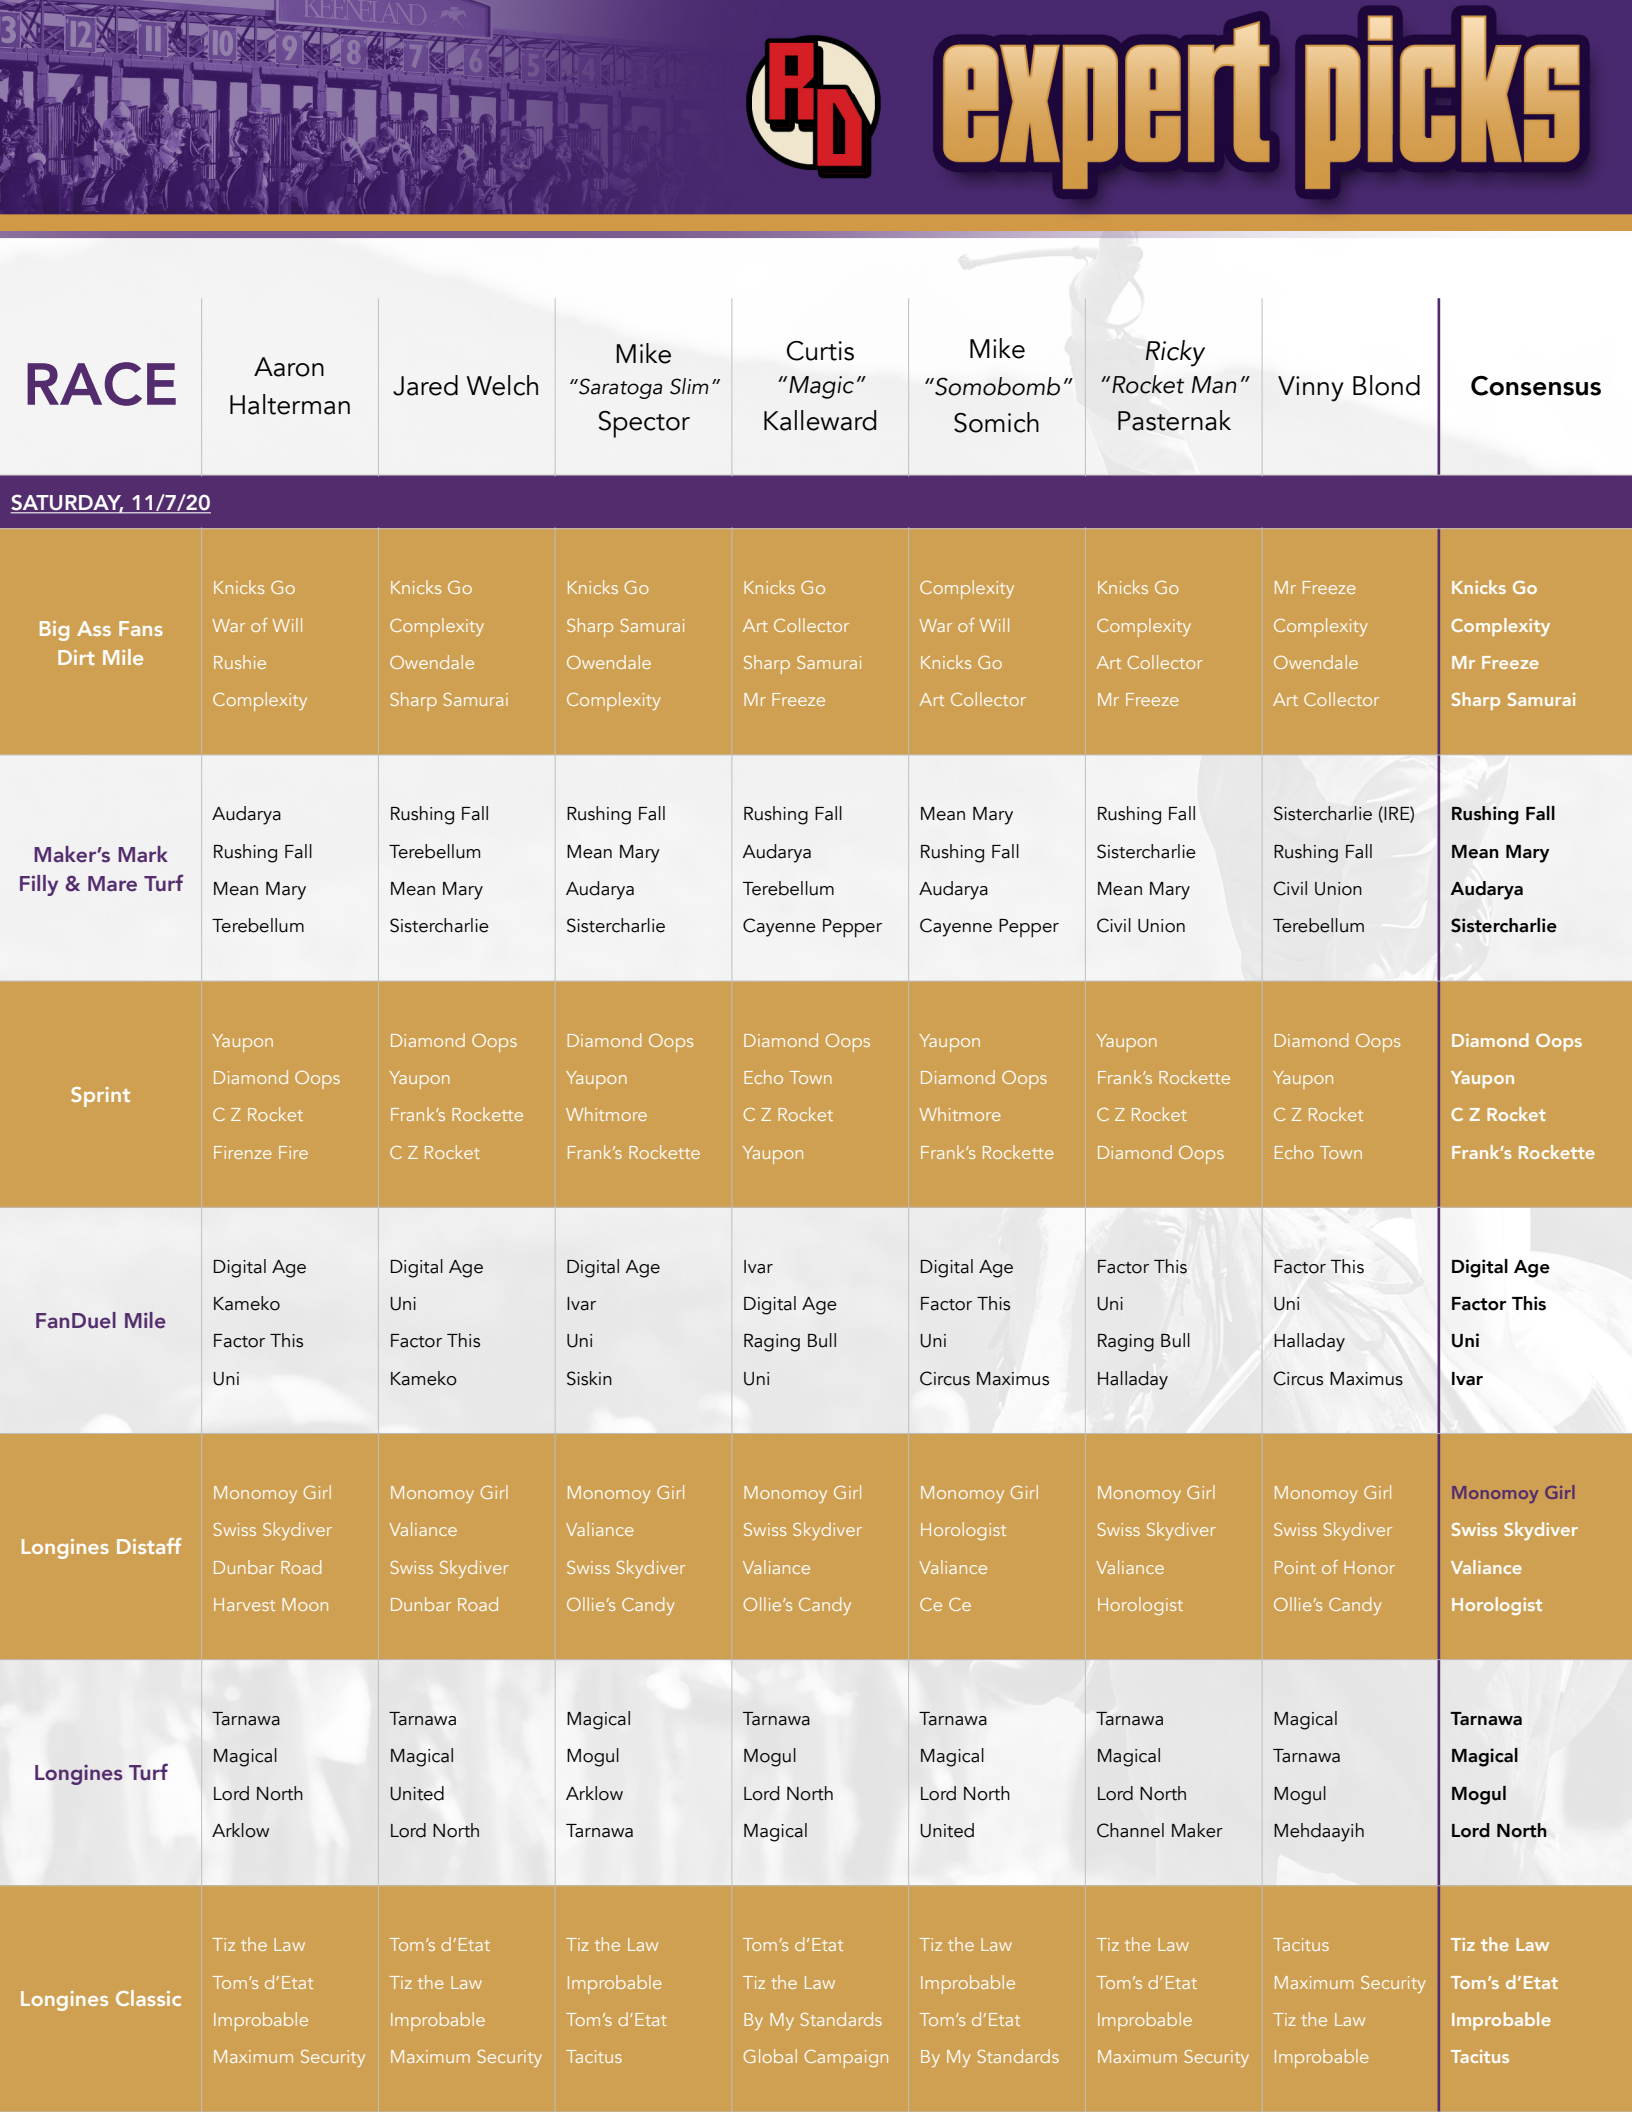 KEENELAND
3 12 11 10 9 8 7 6 5 4 3
RD expert picks
RACE
Aaron
Halterman
Jared Welch
Mike
“Saratoga Slim”
Spector
Curtis
“Magic”
Kalleward
Mike
“Somobomb”
Somich
Ricky
“Rocket Man”
Pasternak
Vinny Blond
Consensus
SATURDAY, 11/7/20
Big Ass Fans
Dirt Mile
Knicks Go Knicks Go Knicks Go Knicks Go Complexity Knicks Go Mr Freeze Knicks Go
War of Will Complexity Sharp Samurai Art Collector War of Will Complexity Complexity Complexity
Rushie Owendale Owendale Sharp Samurai Knicks Go Art Collector Owendale Mr Freeze
Complexity Sharp Samurai Complexity Mr Freeze Art Collector Mr Freeze Art Collector Sharp Samurai
Maker’s Mark
Filly & Mare Turf
Audarya Rushing Fall Rushing Fall Rushing Fall Mean Mary Rushing Fall Sistercharlie (IRE) Rushing Fall
Rushing Fall Terebellum Mean Mary Audarya Rushing Fall Sistercharlie Rushing Fall Mean Mary
Mean Mary Mean Mary Audarya Terebellum Audarya Mean Mary Civil Union Audarya
Terebellum Sistercharlie Sistercharlie Cayenne Pepper Cayenne Pepper Civil Union Terebellum Sistercharlie
Sprint
Yaupon Diamond Oops Diamond Oops Diamond Oops Yaupon Yaupon Diamond Oops Diamond Oops
Diamond Oops Yaupon Yaupon Echo Town Diamond Oops Frank’s Rockette Yaupon Yaupon
C Z Rocket Frank’s Rockette Whitmore C Z Rocket Whitmore C Z Rocket C Z Rocket C Z Rocket
Firenze Fire C Z Rocket Frank’s Rockette Yaupon Frank’s Rockette Diamond Oops Echo Town Frank’s Rockette
FanDuel Mile
Digital Age Digital Age Digital Age Ivar Digital Age Factor This Factor This Digital Age
Kameko Uni Ivar Digital Age Factor This Uni Uni Factor This
Factor This Factor This Uni Raging Bull Uni Raging Bull Halladay Uni
Uni Kameko Siskin Uni Circus Maximus Halladay Circus Maximus Ivar
Longines Distaff
Monomoy Girl Monomoy Girl Monomoy Girl Monomoy Girl Monomoy Girl Monomoy Girl Monomoy Girl Monomoy Girl
Swiss Skydiver Valiance Valiance Swiss Skydiver Horologist Swiss Skydiver Swiss Skydiver Swiss Skydiver
Dunbar Road Swiss Skydiver Swiss Skydiver Valiance Valiance Valiance Point of Honor Valiance
Harvest Moon Dunbar Road Ollie’s Candy Ollie’s Candy Ce Ce Horologist Ollie’s Candy Horologist
Longines Turf
Tarnawa Tarnawa Magical Tarnawa Tarnawa Tarnawa Magical Tarnawa
Magical Magical Mogul Mogul Magical Magical Tarnawa Magical
Lord North United Arklow Lord North Lord North Lord North Mogul Mogul
Arklow Lord North Tarnawa Magical United Channel Maker Mehdaayih Lord North
Longines Classic
Tiz the Law Tom’s d’Etat Tiz the Law Tom’s d’Etat Tiz the Law Tiz the Law Tacitus Tiz the Law
Tom’s d’Etat Tiz the Law Improbable Tiz the Law Improbable Tom’s d’Etat Maximum Security Tom’s d’Etat
Improbable Improbable Tom’s d’Etat By My Standards Tom’s d’Etat Improbable Tiz the Law Improbable
Maximum Security Maximum Security Tacitus Global Campaign By My Standards Maximum Security Improbable Tacitus